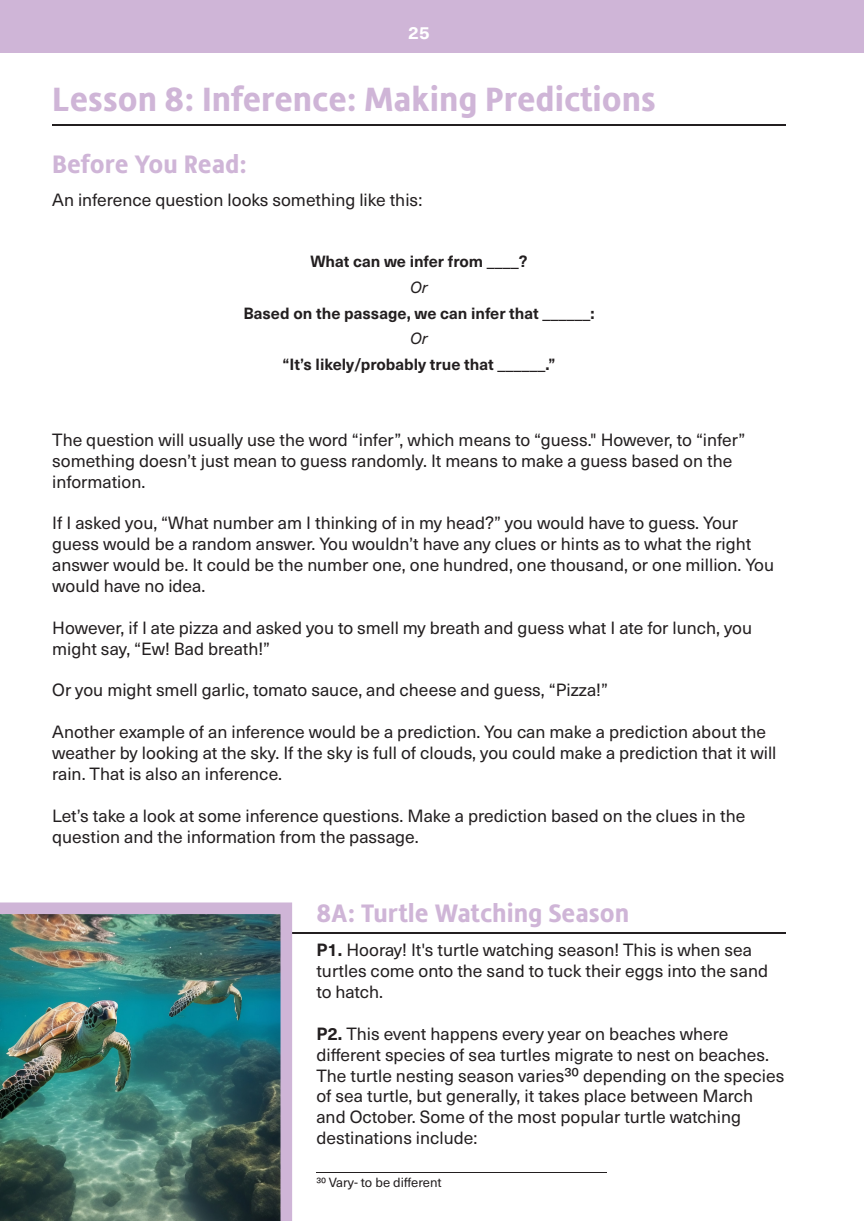 25
Lesson 8: Inference: Making Predictions
Before You Read:
An inference question looks something like this:
What can we infer from ____?
Or
Based on the passage, we can infer that ______:
Or
“It’s likely/probably true that ______.”
The question will usually use the word “infer”, which means to “guess." However, to “infer”
something doesn’t just mean to guess randomly. It means to make a guess based on the
information.
If I asked you, “What number am I thinking of in my head?” you would have to guess. Your
guess would be a random answer. You wouldn’t have any clues or hints as to what the right
answer would be. It could be the number one, one hundred, one thousand, or one million. You
would have no idea.
However, if I ate pizza and asked you to smell my breath and guess what I ate for lunch, you
might say, “Ew! Bad breath!”
Or you might smell garlic, tomato sauce, and cheese and guess, “Pizza!”
Another example of an inference would be a prediction. You can make a prediction about the
weather by looking at the sky. If the sky is full of clouds, you could make a prediction that it will
rain. That is also an inference.
Let’s take a look at some inference questions. Make a prediction based on the clues in the
question and the information from the passage.
8A: Turtle Watching Season
P1. Hooray! It's turtle watching season! This is when sea
turtles come onto the sand to tuck their eggs into the sand
to hatch.
P2. This event happens every year on beaches where
different species of sea turtles migrate to nest on beaches.
The turtle nesting season varies30 depending on the species
of sea turtle, but generally, it takes place between March
and October. Some of the most popular turtle watching
destinations include:
30 Vary- to be different